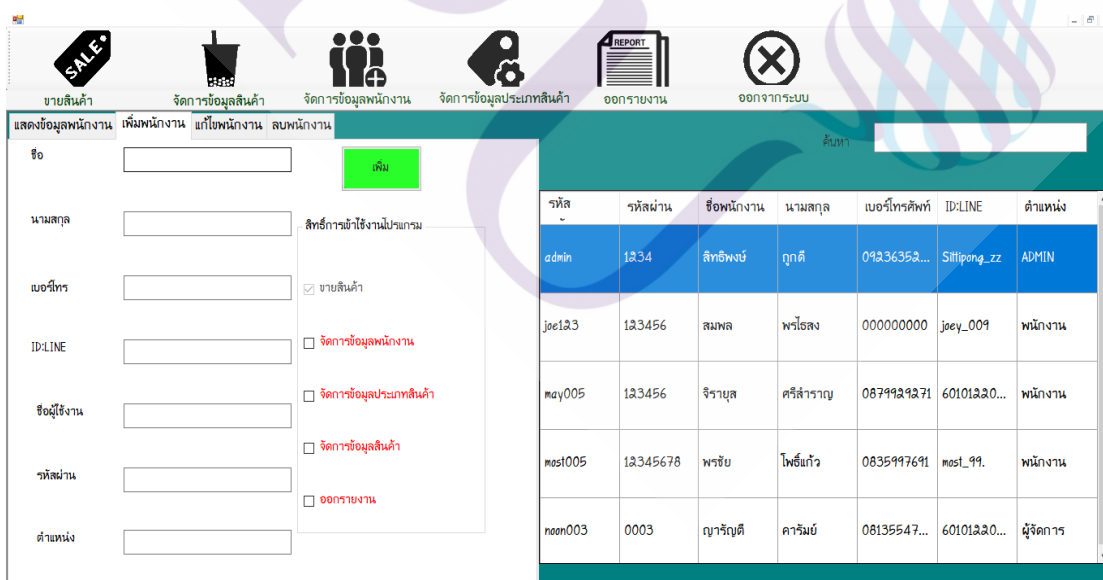 SALE
REPORT
ขายสินค้า จัดการข้อมูลสินค้า จัดการข้อมูลพนักงาน จัดการข้อมูลประเภทสินค้า ออกรายงาน ออกจากระบบ
แสดงข้อมูลพนักงาน เพิ่มพนักงาน แก้ไขพนักงาน ลบพนักงาน
ค้นหา
ชื่อ
เพิ่ม
นามสกุล
เบอร์โทร
ID:LINE
ชื่อผู้ใช้งาน
รหัสผ่าน
ตำแหน่ง
สิทธิ์การเข้าใช้งานโปรแกรม
ขายสินค้า
จัดการข้อมูลพนักงาน
จัดการข้อมูลประเภทสินค้า
จัดการข้อมูลสินค้า
ออกรายงาน
รหัส รหัสผ่าน ชื่อพนักงาน นามสกุล เบอร์โทรศัพท์ ID:LINE ตำแหน่ง
admin 1234 สิทธิพงษ์ ถูกดี 09236352... Sittipong_zz ADMIN
joe123 123456 สมพล พรไธสง 000000000 joey_009 พนักงาน
may005 123456 จิรายุส ศรีสำราญ 0879929271 60101220... พนักงาน
most005 12345678 พรชัย โพธิ์แก้ว 0835997691 most_99. พนักงาน
noon003 0003 ญารัญตี คารัมย์ 08135547... 60101220... ผู้จัดการ